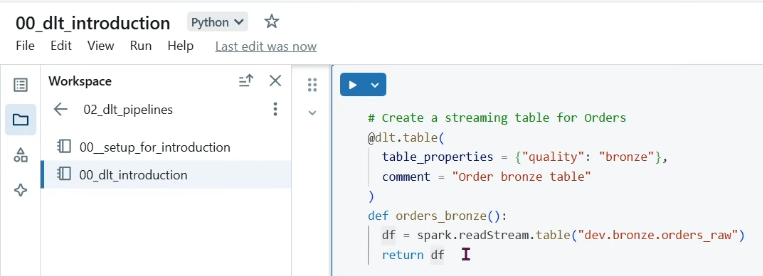 00_dlt_introduction Python
File Edit View Run Help Last edit was now
Workspace
02_dlt_pipelines
00__setup_for_introduction
00_dlt_introduction
# Create a streaming table for Orders
@dlt.table(
  table_properties = {"quality": "bronze"},
  comment = "Order bronze table"
)
def orders_bronze():
  df = spark.readStream.table("dev.bronze.orders_raw")
  return df